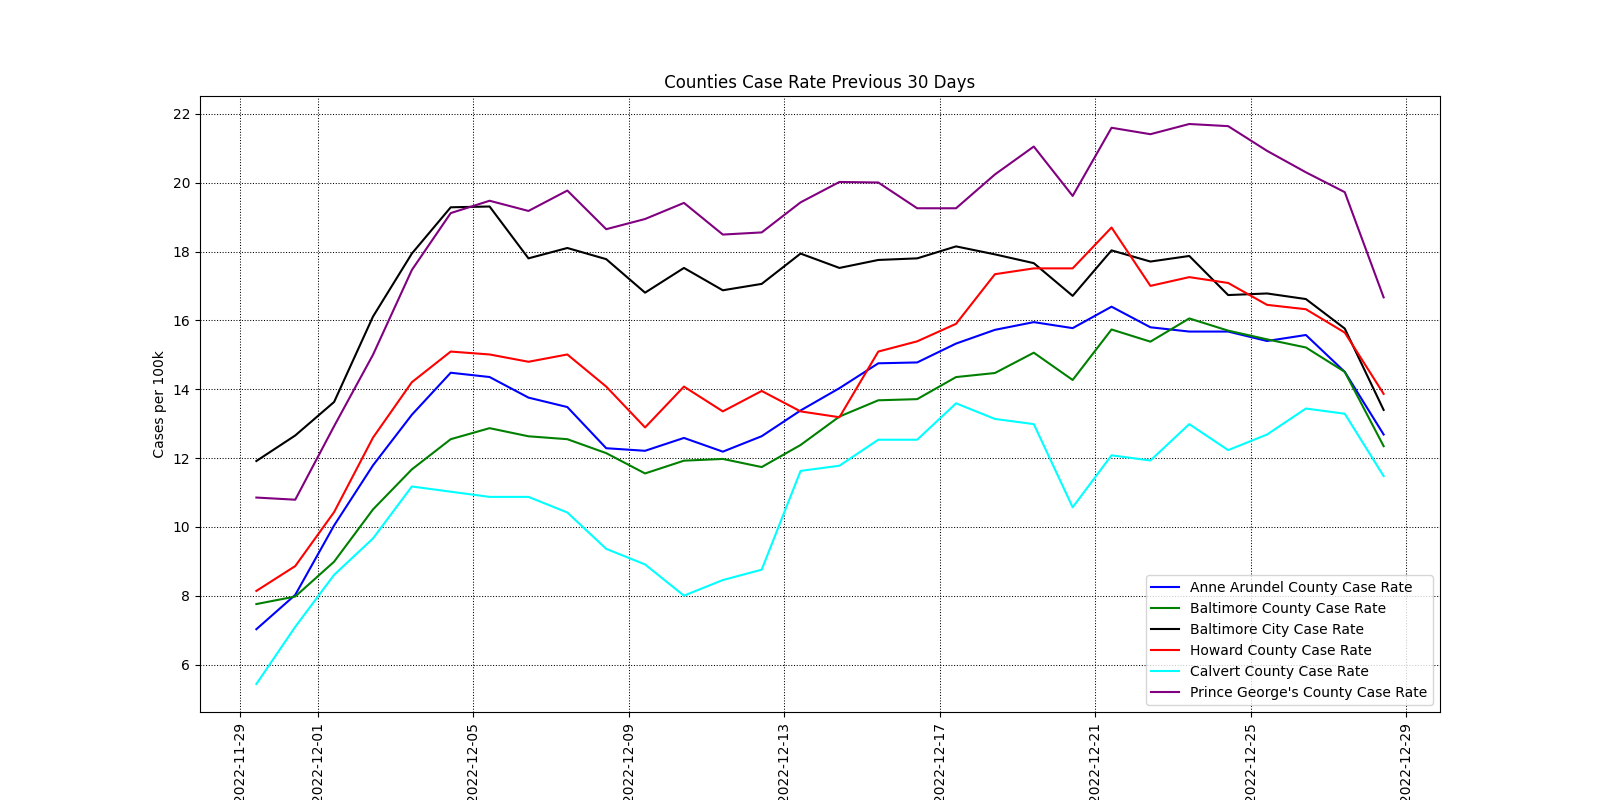 Counties Case Rate Previous 30 Days
Cases per 100k
22
20
18
16
14
12
10
8
6
2022-11-29
2022-12-01
2022-12-05
2022-12-09
2022-12-13
2022-12-17
2022-12-21
2022-12-25
2022-12-29
Anne Arundel County Case Rate
Baltimore County Case Rate
Baltimore City Case Rate
Howard County Case Rate
Calvert County Case Rate
Prince George's County Case Rate